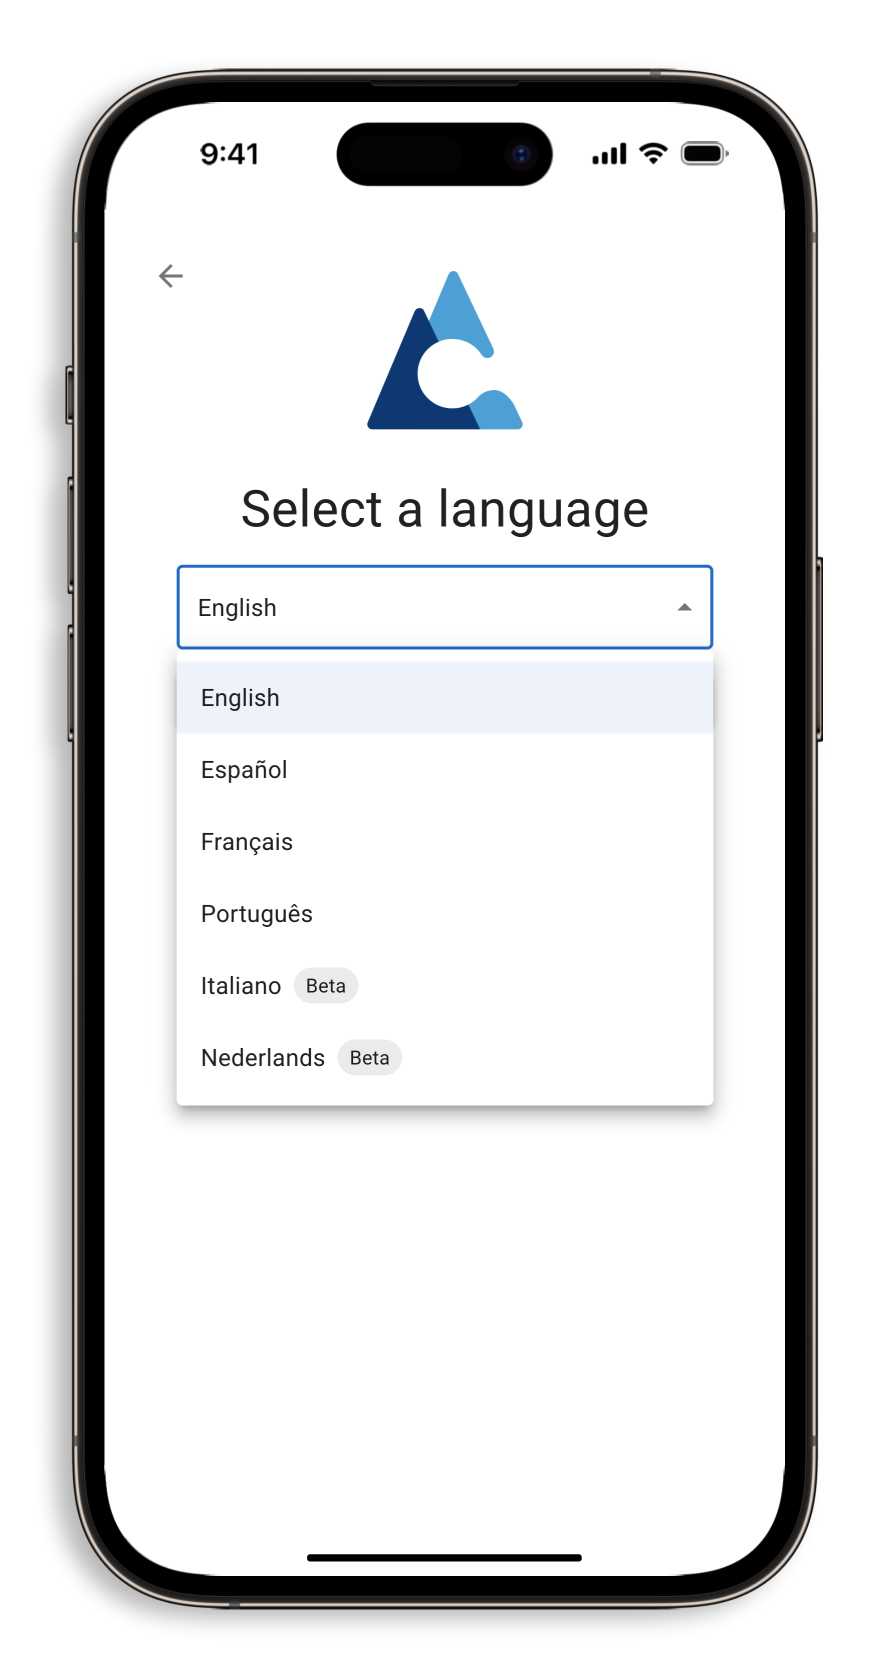 9:41
Select a language
English
English
Español
Français
Português
Italiano Beta
Nederlands Beta